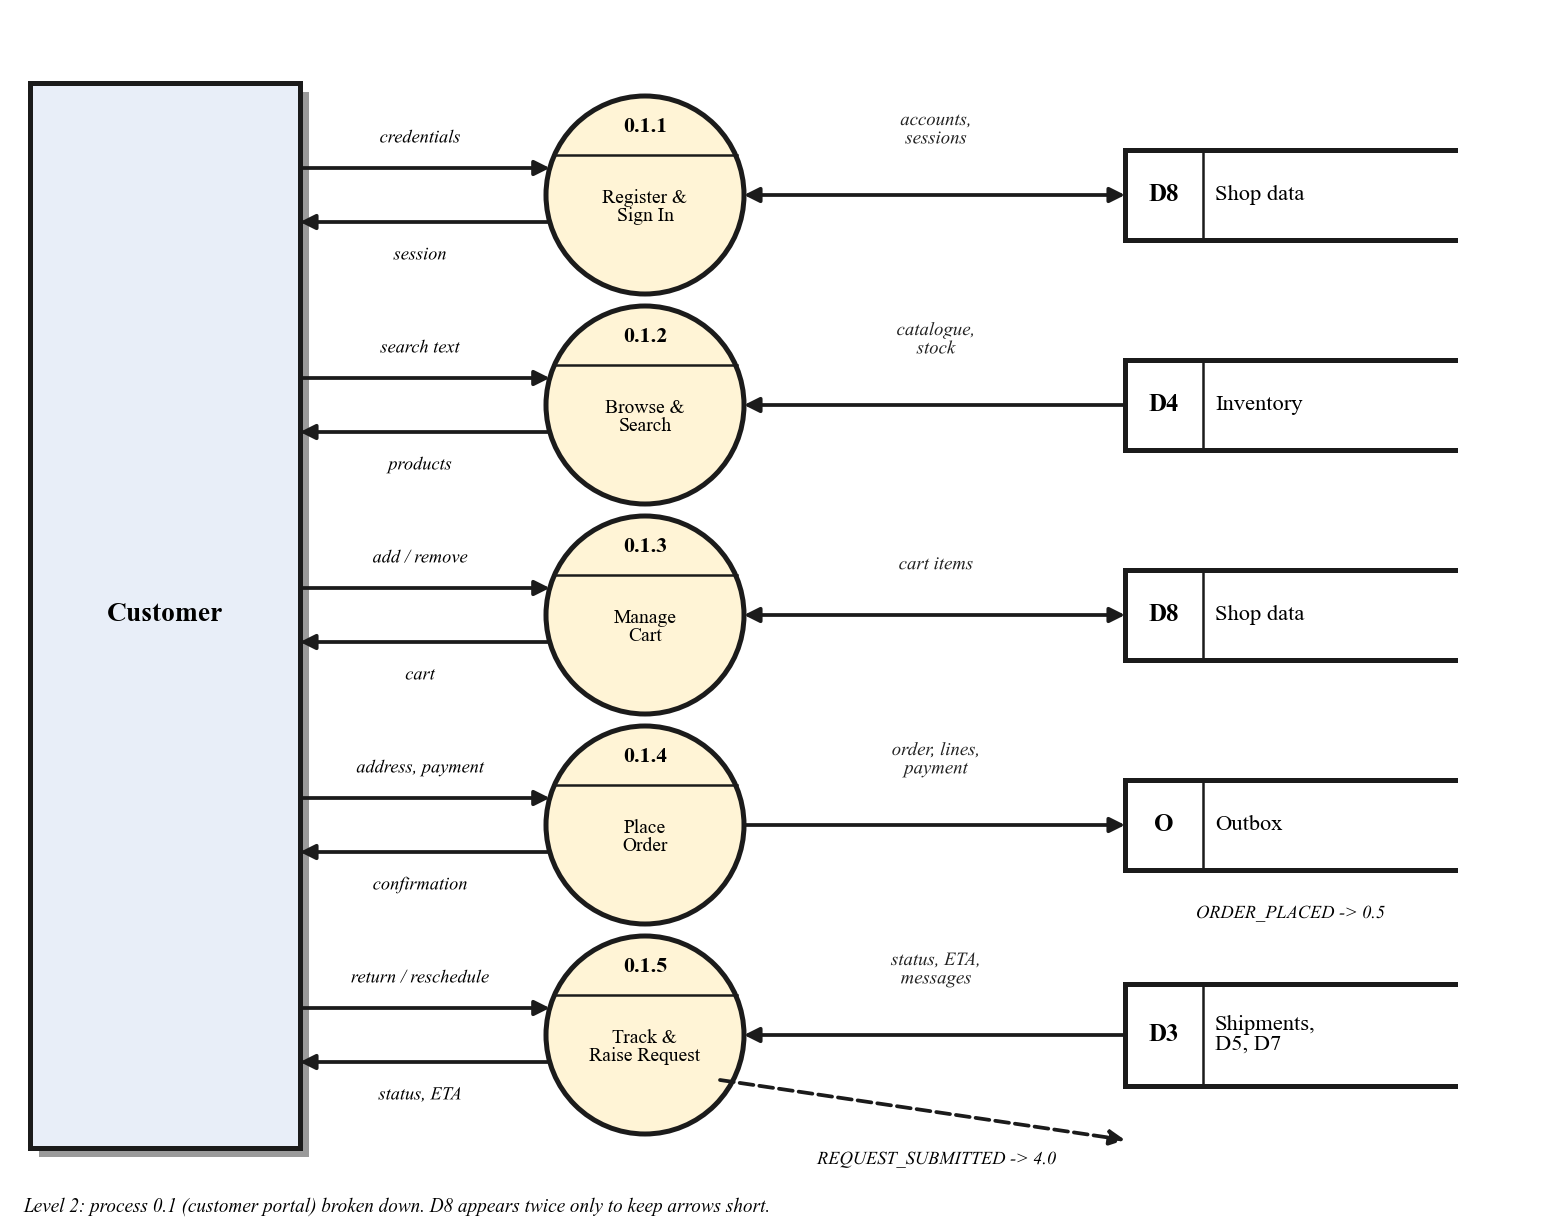 credentials
0.1.1
accounts,
sessions
Register &
Sign In
D8
Shop data
session
search text
0.1.2
catalogue,
stock
Browse &
Search
D4
Inventory
products
add / remove
0.1.3
cart items
Customer
Manage
Cart
D8
Shop data
cart
address, payment
0.1.4
order, lines,
payment
Place
Order
O
Outbox
confirmation
ORDER_PLACED -> 0.5
return / reschedule
0.1.5
status, ETA,
messages
Track &
Raise Request
D3
Shipments,
D5, D7
status, ETA
REQUEST_SUBMITTED -> 4.0
Level 2: process 0.1 (customer portal) broken down. D8 appears twice only to keep arrows short.